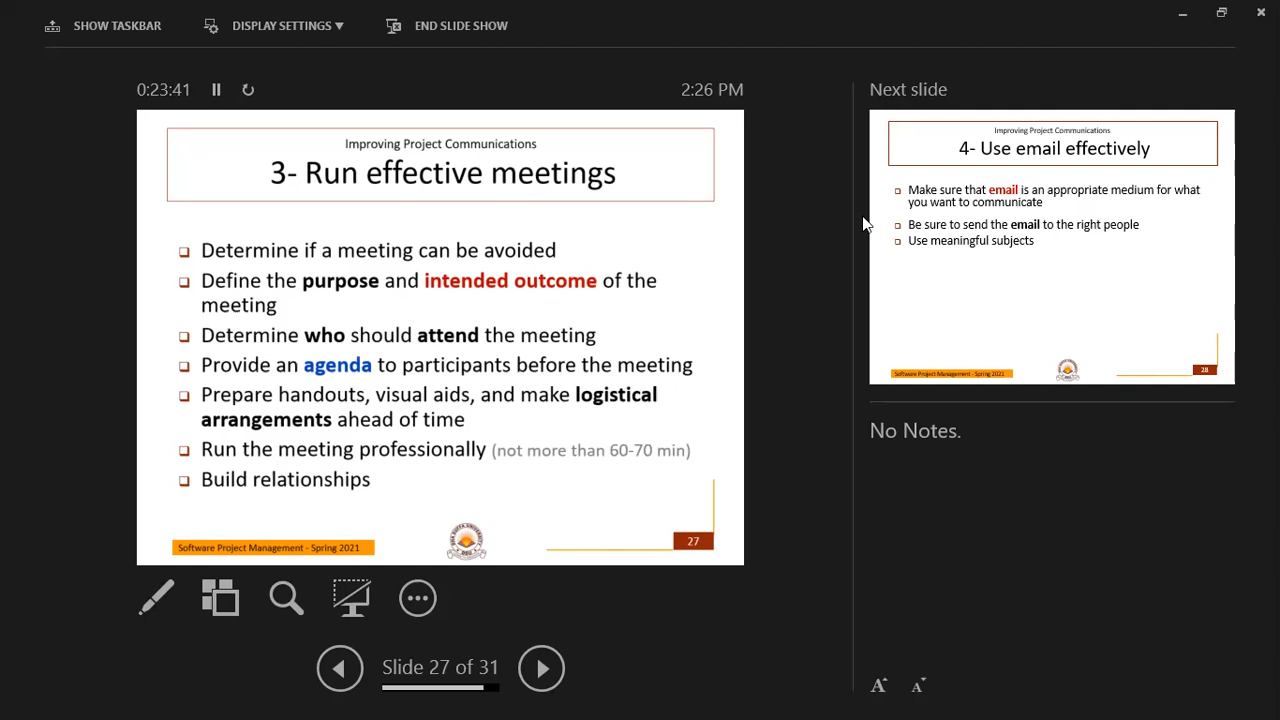 SHOW TASKBAR
DISPLAY SETTINGS ▼
END SLIDE SHOW
0:23:41
2:26 PM
Improving Project Communications
3- Run effective meetings
Determine if a meeting can be avoided
Define the purpose and intended outcome of the
meeting
Determine who should attend the meeting
Provide an agenda to participants before the meeting
Prepare handouts, visual aids, and make logistical
arrangements ahead of time
Run the meeting professionally (not more than 60-70 min)
Build relationships
Software Project Management - Spring 2021
27
Slide 27 of 31
Next slide
Improving Project Communications
4- Use email effectively
Make sure that email is an appropriate medium for what
you want to communicate
Be sure to send the email to the right people
Use meaningful subjects
Software Project Management - Spring 2021
28
No Notes.
A A